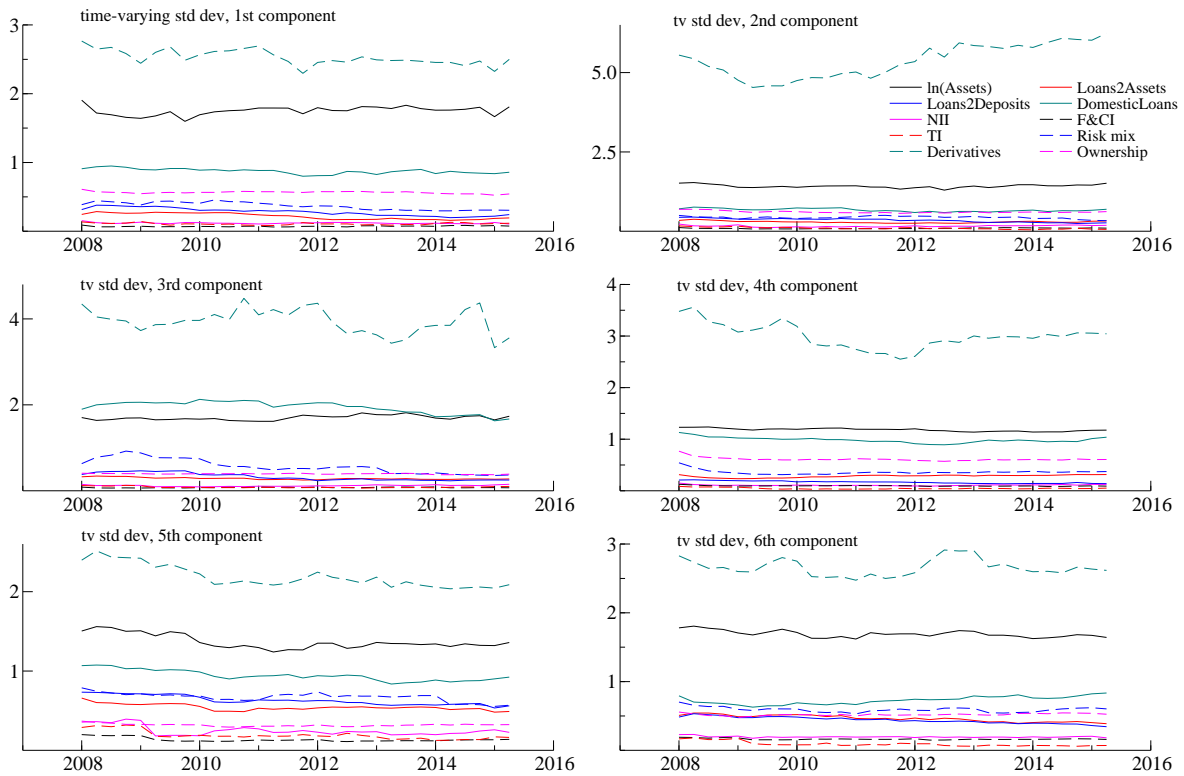 time-varying std dev, 1st component
3
2
1
2008 2010 2012 2014 2016
tv std dev, 2nd component
5.0
2.5
ln(Assets) Loans2Assets
Loans2Deposits DomesticLoans
NII F&CI
TI Risk mix
Derivatives Ownership
2008 2010 2012 2014 2016
tv std dev, 3rd component
4
2
2008 2010 2012 2014 2016
tv std dev, 4th component
4
3
2
1
2008 2010 2012 2014 2016
tv std dev, 5th component
2
1
2008 2010 2012 2014 2016
tv std dev, 6th component
3
2
1
2008 2010 2012 2014 2016